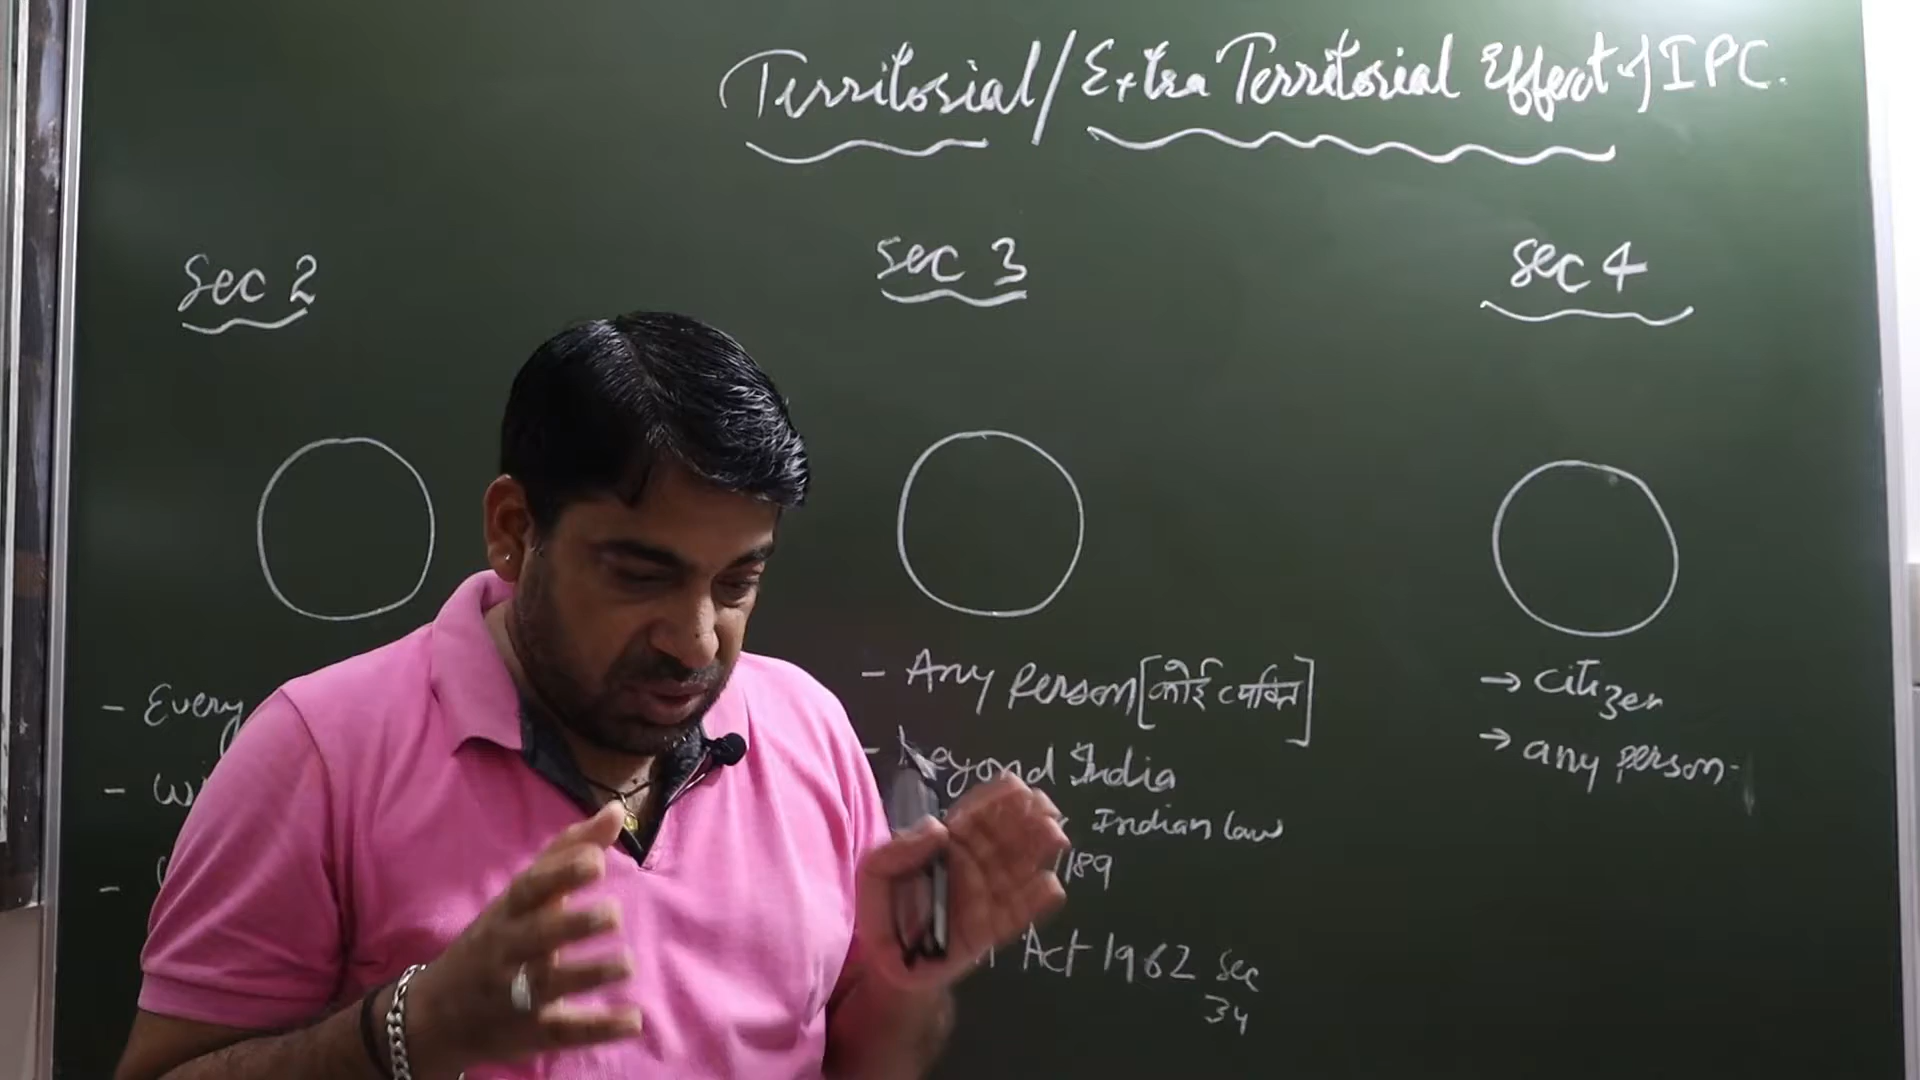 Territorial / Extra Territorial Effect of IPC.
Sec 2
Sec 3
Sec 4
- Every
-
-
- Any Person [कोई व्यक्ति]
- beyond India
Indian law
189
Act 1962 Sec
34
→ citizen
→ any person-